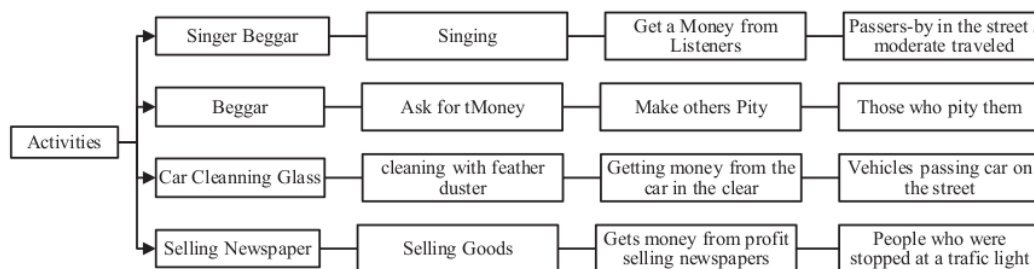 Activities
Singer Beggar
Singing
Get a Money from
Listeners
Passers-by in the street
moderate traveled
Beggar
Ask for tMoney
Make others Pity
Those who pity them
Car Cleanning Glass
cleaning with feather
duster
Getting money from the
car in the clear
Vehicles passing car on
the street
Selling Newspaper
Selling Goods
Gets money from profit
selling newspapers
People who were
stopped at a trafic light